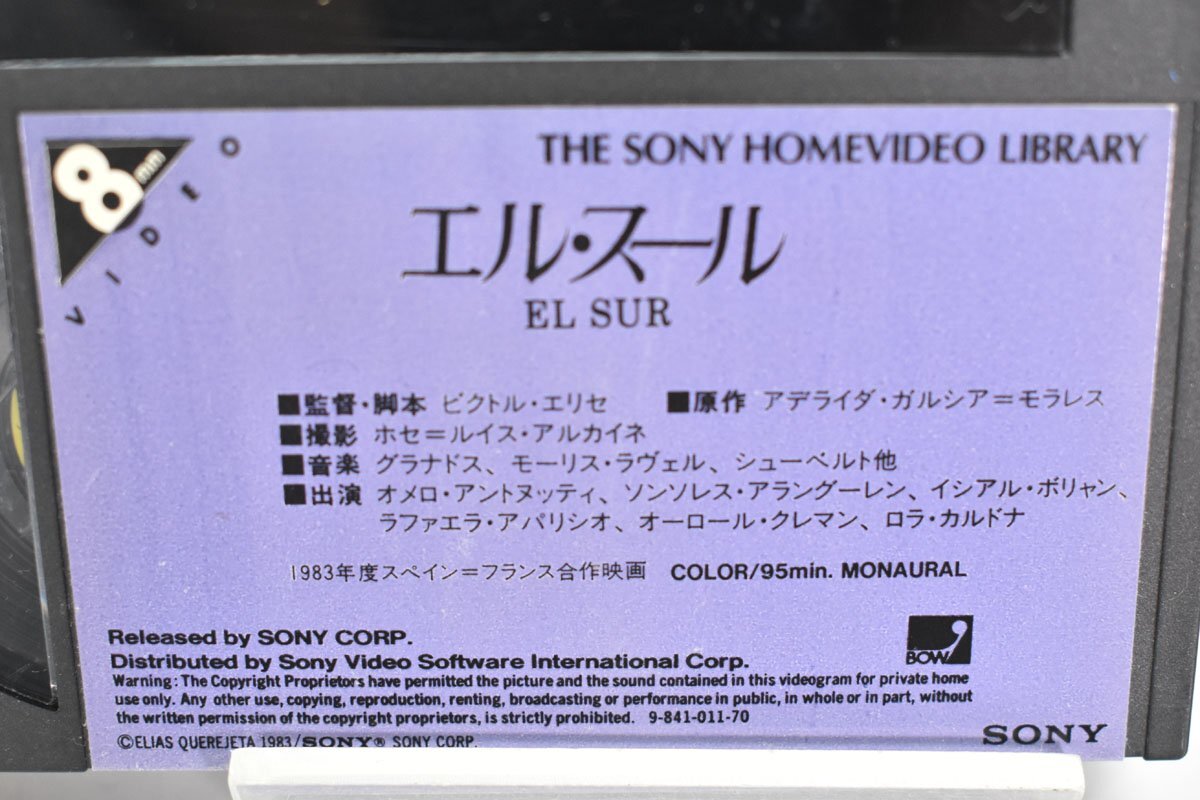 8mm
VIDEO
THE SONY HOMEVIDEO LIBRARY
エル・スール
EL SUR
■監督・脚本 ビクトル・エリセ ■原作 アデライダ・ガルシア=モラレス
■撮影 ホセ=ルイス・アルカイネ
■音楽 グラナドス、モーリス・ラヴェル、シューベルト他
■出演 オメロ・アントヌッティ、ソンソレス・アラングーレン、イシアル・ボリャン、
ラファエラ・アパリシオ、オーロール・クレマン、ロラ・カルドナ
1983年度スペイン=フランス合作映画 COLOR/95min. MONAURAL
Released by SONY CORP.
Distributed by Sony Video Software International Corp.
BOW
Warning: The Copyright Proprietors have permitted the picture and the sound contained in this videogram for private home
use only. Any other use, copying, reproduction, renting, broadcasting or performance in public, in whole or in part, without
the written permission of the copyright proprietors, is strictly prohibited. 9-841-011-70
©ELIAS QUEREJETA 1983/SONY® SONY CORP.
SONY